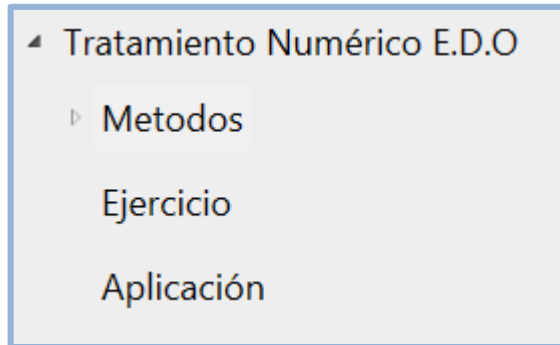 Tratamiento Numérico E.D.O
Metodos
Ejercicio
Aplicación